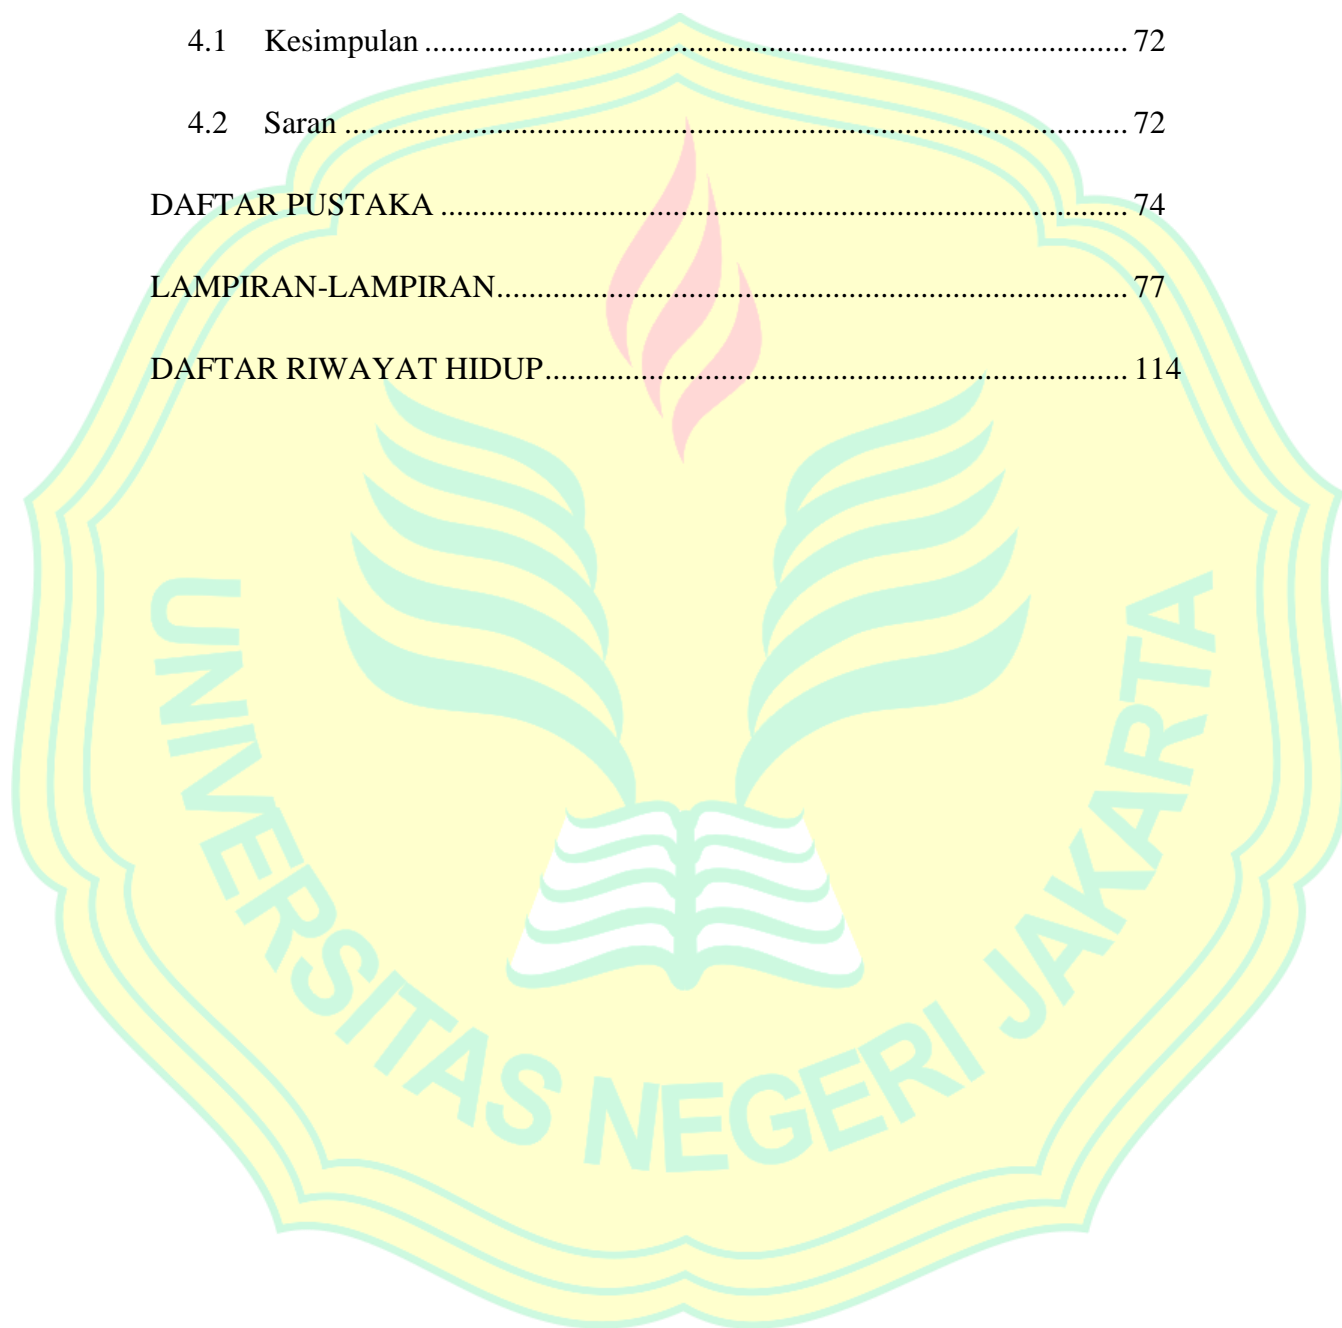 4.1 Kesimpulan ........................................................................................ 72
4.2 Saran .................................................................................................. 72
DAFTAR PUSTAKA ...................................................................................... 74
LAMPIRAN-LAMPIRAN............................................................................... 77
DAFTAR RIWAYAT HIDUP......................................................................... 114
UNIVERSITAS NEGERI JAKARTA